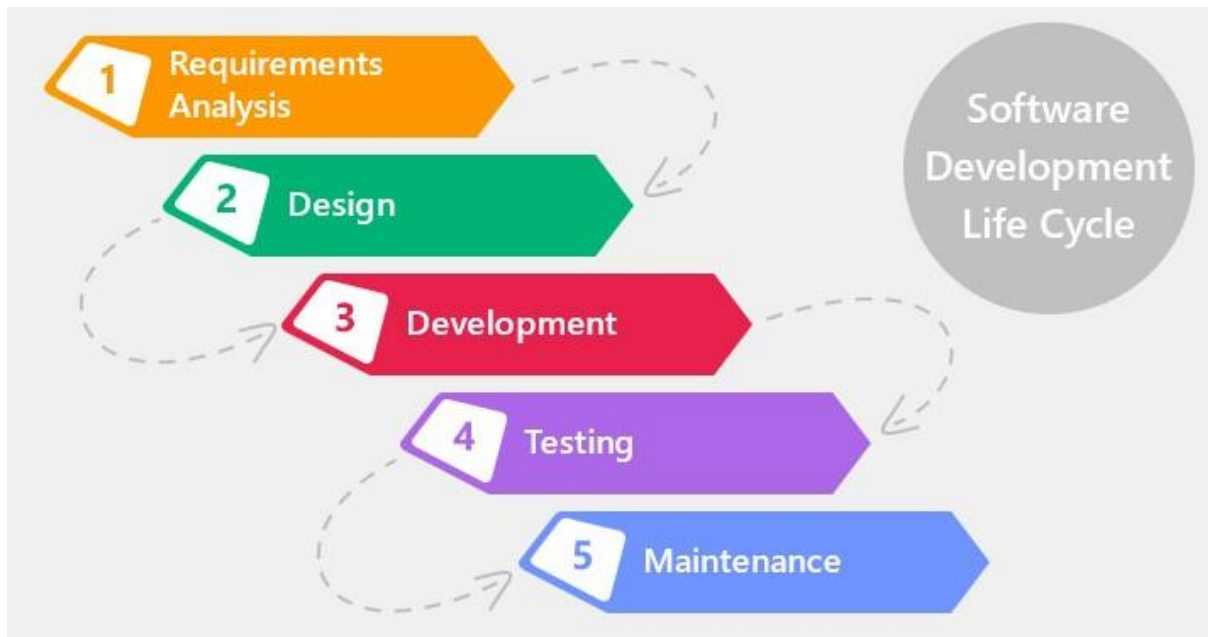 1
Requirements
Analysis
Software
Development
Life Cycle
2
Design
3
Development
4
Testing
5
Maintenance